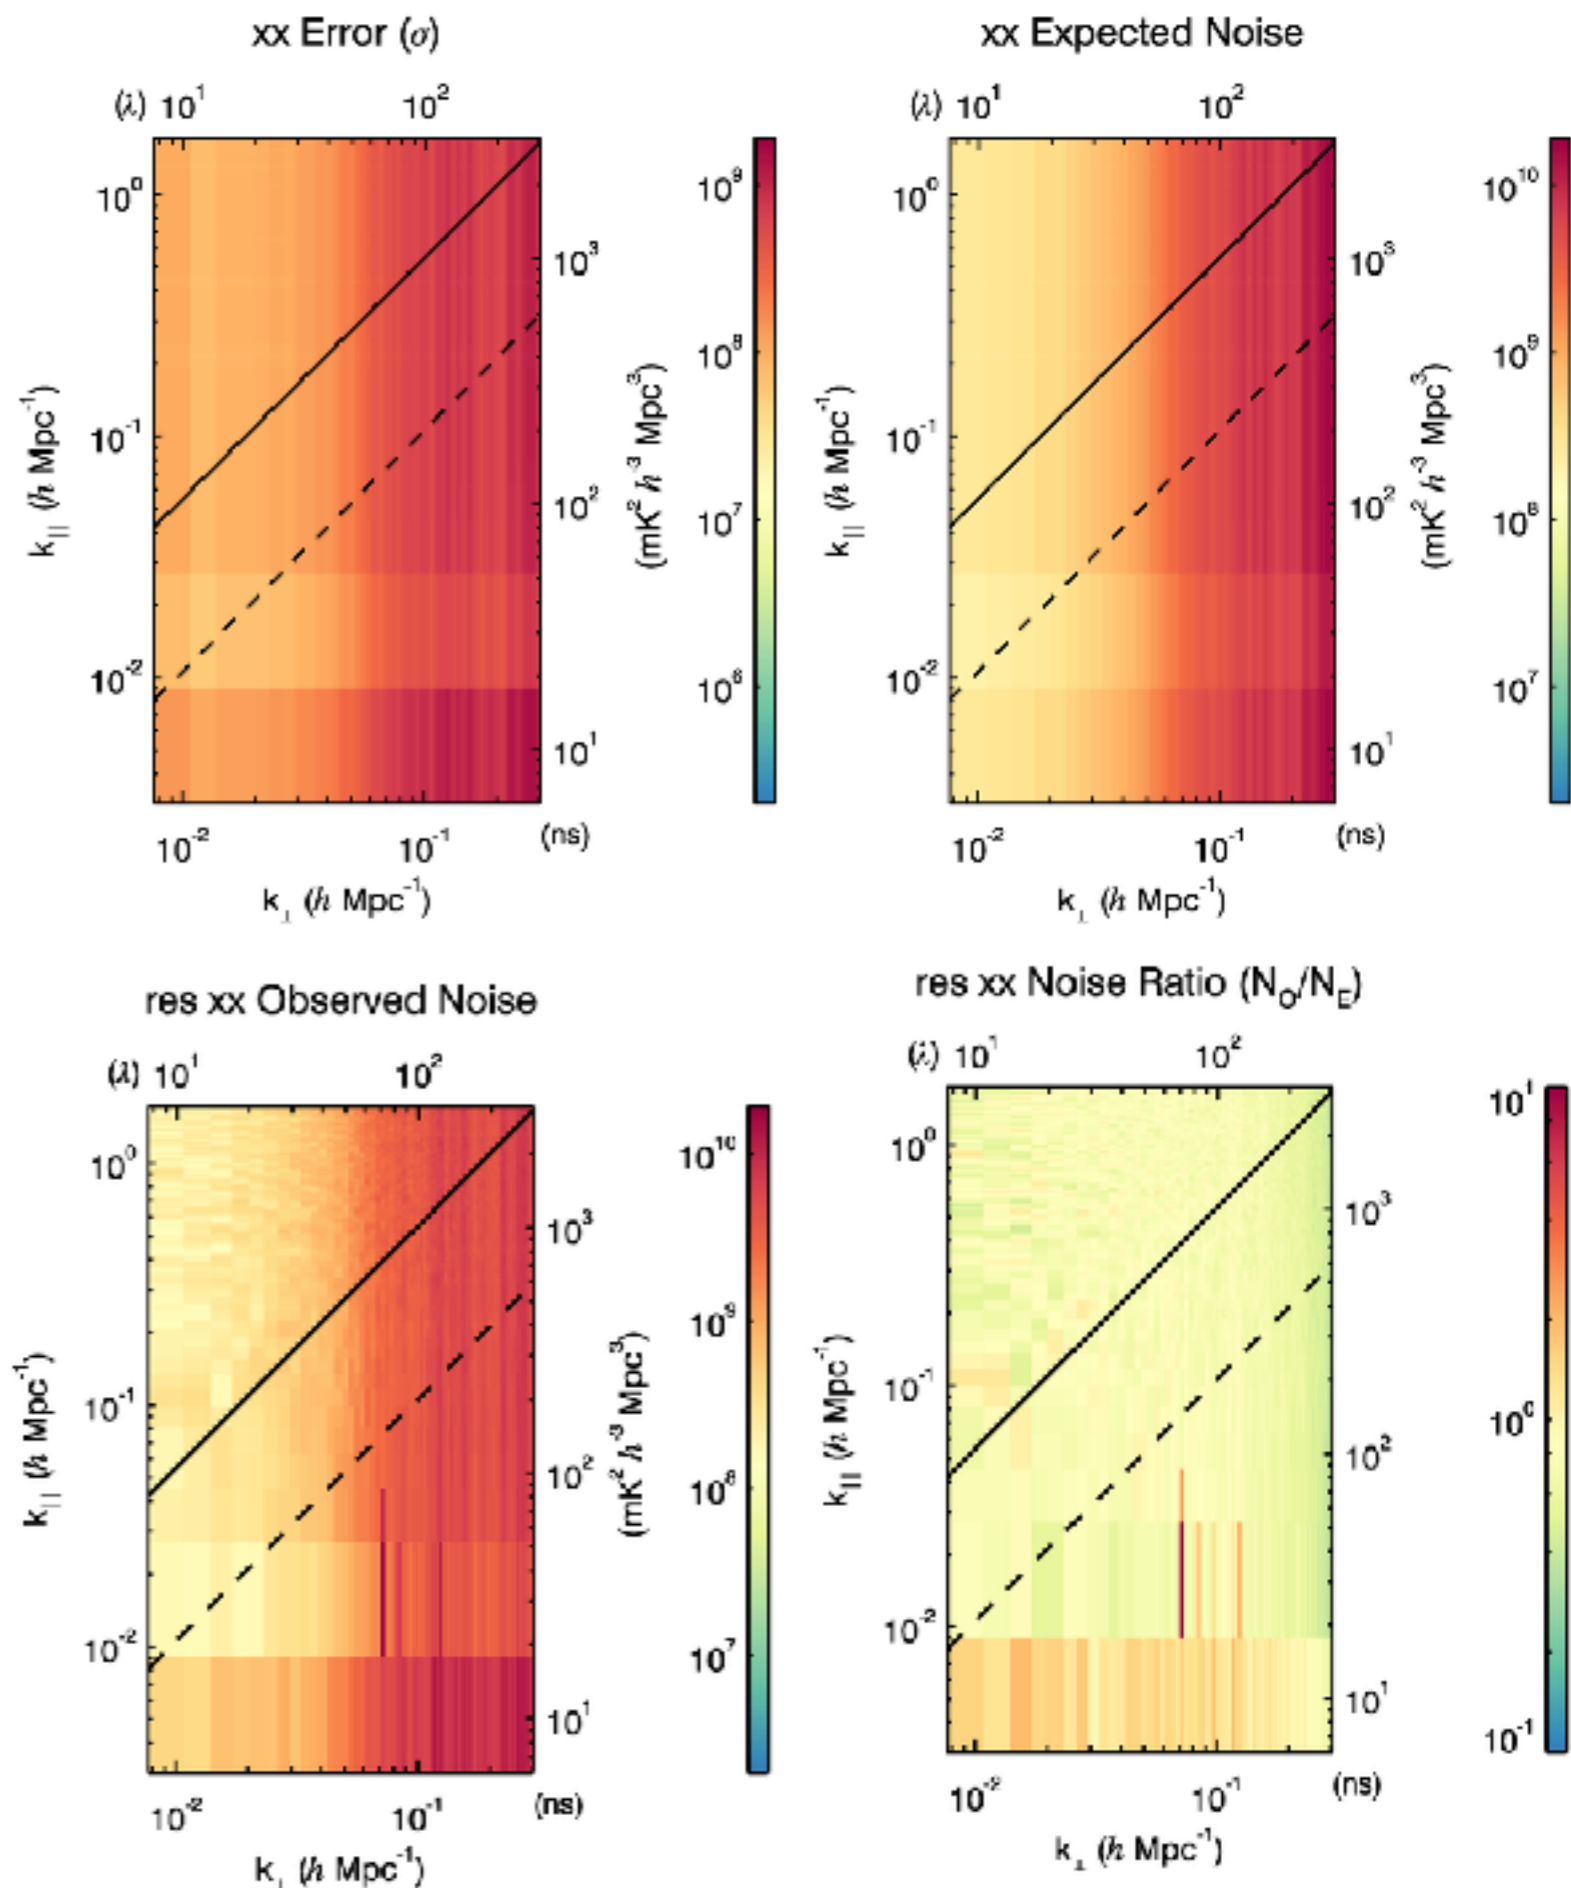 xx Error (σ)
(λ) 10¹ 10²
10⁰
10⁻¹
10⁻²
k|| (h Mpc⁻¹)
10³
10²
10¹
(ns)
10⁻² 10⁻¹
k⊥ (h Mpc⁻¹)
(mK² h⁻³ Mpc³)
10⁹
10⁸
10⁷
10⁶
xx Expected Noise
(λ) 10¹ 10²
10⁰
10⁻¹
10⁻²
k|| (h Mpc⁻¹)
10³
10²
10¹
(ns)
10⁻² 10⁻¹
k⊥ (h Mpc⁻¹)
(mK² h⁻³ Mpc³)
10¹⁰
10⁹
10⁸
10⁷
res xx Observed Noise
(λ) 10¹ 10²
10⁰
10⁻¹
10⁻²
k|| (h Mpc⁻¹)
10³
10²
10¹
(ns)
10⁻² 10⁻¹
k⊥ (h Mpc⁻¹)
(mK² h⁻³ Mpc³)
10¹⁰
10⁹
10⁸
10⁷
res xx Noise Ratio (N_O/N_E)
(λ) 10¹ 10²
10⁰
10⁻¹
10⁻²
k|| (h Mpc⁻¹)
10³
10²
10¹
(ns)
10⁻² 10⁻¹
k⊥ (h Mpc⁻¹)
10¹
10⁰
10⁻¹